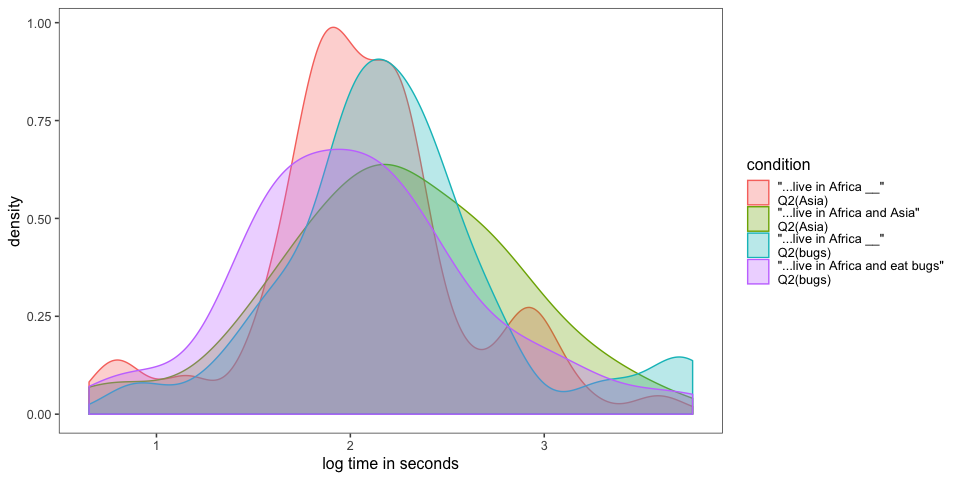 1.00
0.75
0.50
0.25
0.00
density
1 2 3
log time in seconds
condition
"...live in Africa __"
Q2(Asia)
"...live in Africa and Asia"
Q2(Asia)
"...live in Africa __"
Q2(bugs)
"...live in Africa and eat bugs"
Q2(bugs)